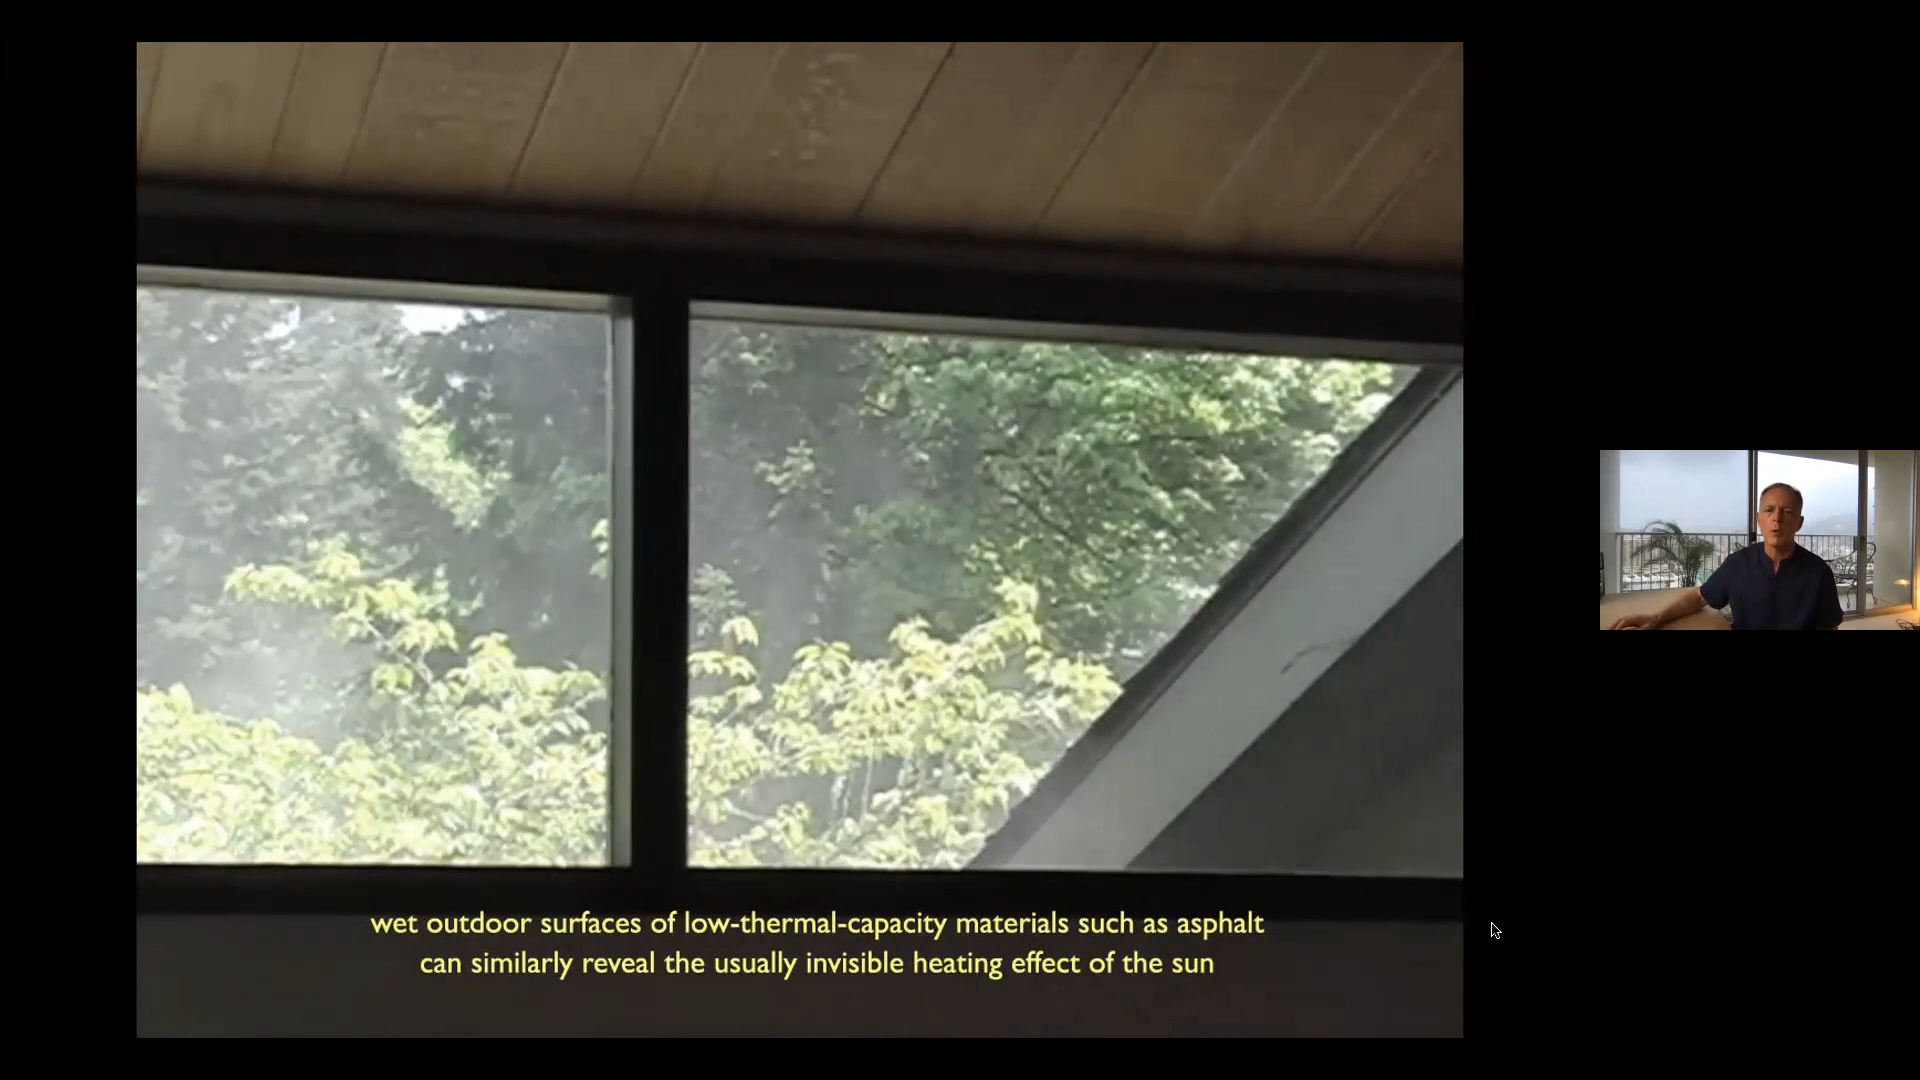 wet outdoor surfaces of low-thermal-capacity materials such as asphalt
can similarly reveal the usually invisible heating effect of the sun